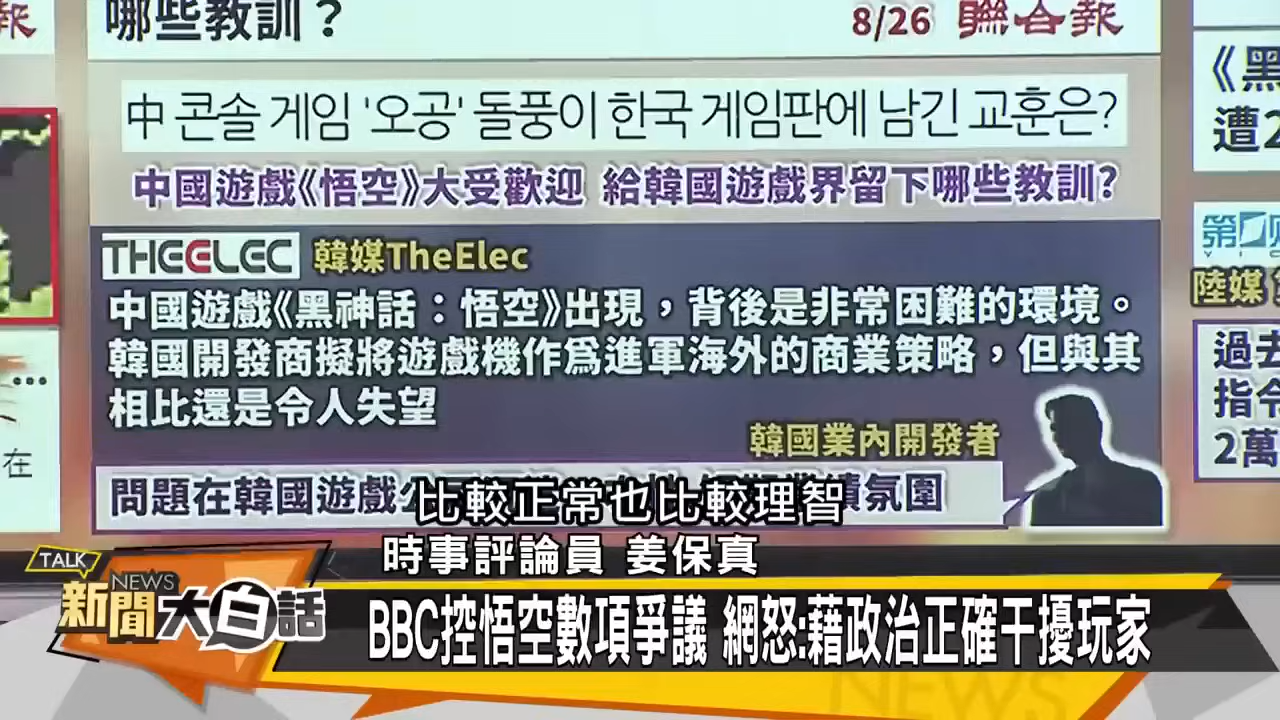 哪些教訓？
8/26 聯合報
報
中 콘솔 게임 '오공' 돌풍이 한국 게임판에 남긴 교훈은?
中國遊戲《悟空》大受歡迎 給韓國遊戲界留下哪些教訓?
THEELEC 韓媒TheElec
中國遊戲《黑神話：悟空》出現，背後是非常困難的環境。
韓國開發商擬將遊戲機作為進軍海外的商業策略，但與其
相比還是令人失望
韓國業內開發者
問題在韓國遊戲
氛圍
…
在
《黑
遭2
第
陸媒
過去
指令
2萬
比較正常也比較理智
時事評論員 姜保真
TALK
NEWS
新聞大白話
BBC控悟空數項爭議 網怒:藉政治正確干擾玩家
NEWS